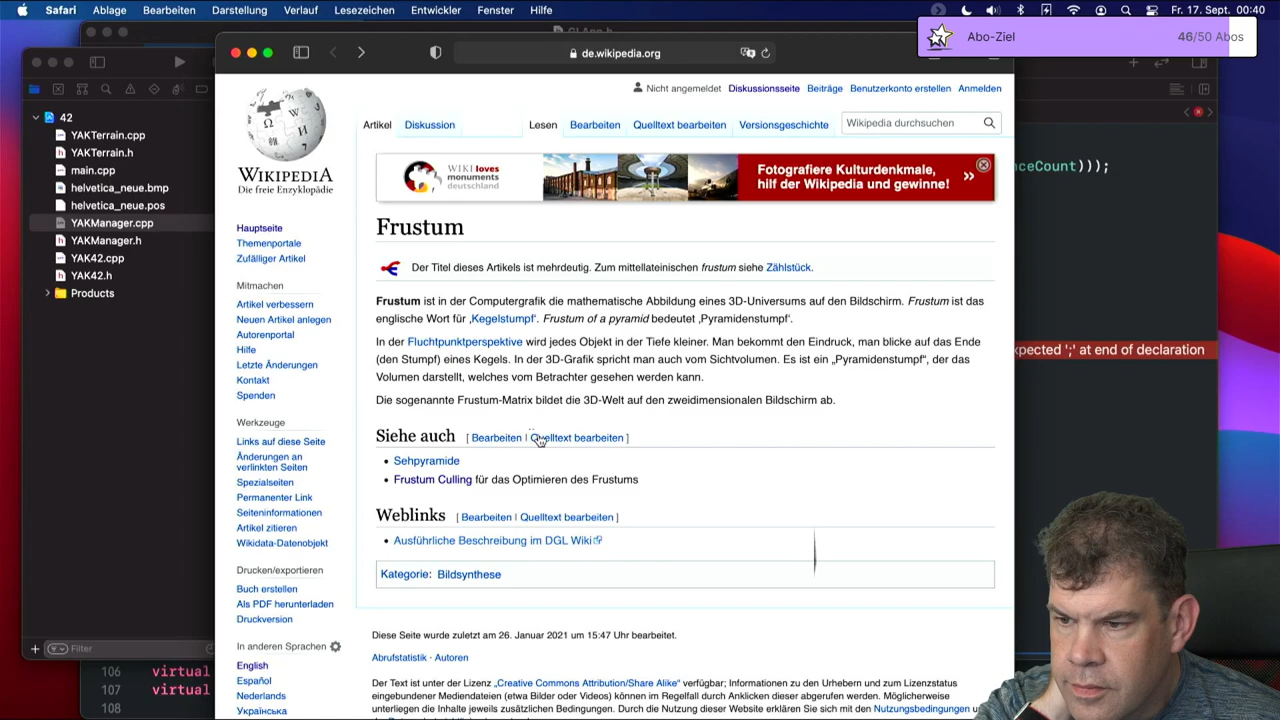 Safari Ablage Bearbeiten Darstellung Verlauf Lesezeichen Entwickler Fenster Hilfe
Fr. 17. Sept. 00:40
Abo-Ziel 46/50 Abos
de.wikipedia.org
42
YAKTerrain.cpp
YAKTerrain.h
main.cpp
helvetica_neue.bmp
helvetica_neue.pos
YAKManager.cpp
YAKManager.h
YAK42.cpp
YAK42.h
Products
Filter
106 virtual
107 virtual
108
WIKIPEDIA
Die freie Enzyklopädie
Hauptseite
Themenportale
Zufälliger Artikel
Mitmachen
Artikel verbessern
Neuen Artikel anlegen
Autorenportal
Hilfe
Letzte Änderungen
Kontakt
Spenden
Werkzeuge
Links auf diese Seite
Änderungen an
verlinkten Seiten
Spezialseiten
Permanenter Link
Seiteninformationen
Artikel zitieren
Wikidata-Datenobjekt
Drucken/exportieren
Buch erstellen
Als PDF herunterladen
Druckversion
In anderen Sprachen
English
Español
Nederlands
Українська
Nicht angemeldet Diskussionsseite Beiträge Benutzerkonto erstellen Anmelden
Artikel Diskussion Lesen Bearbeiten Quelltext bearbeiten Versionsgeschichte Wikipedia durchsuchen
WIKI loves
monuments
deutschland
Fotografiere Kulturdenkmale,
hilf der Wikipedia und gewinne! »
Frustum
Der Titel dieses Artikels ist mehrdeutig. Zum mittellateinischen frustum siehe Zählstück.
Frustum ist in der Computergrafik die mathematische Abbildung eines 3D-Universums auf den Bildschirm. Frustum ist das
englische Wort für ‚Kegelstumpf‘. Frustum of a pyramid bedeutet ‚Pyramidenstumpf‘.
In der Fluchtpunktperspektive wird jedes Objekt in der Tiefe kleiner. Man bekommt den Eindruck, man blicke auf das Ende
(den Stumpf) eines Kegels. In der 3D-Grafik spricht man auch vom Sichtvolumen. Es ist ein „Pyramidenstumpf“, der das
Volumen darstellt, welches vom Betrachter gesehen werden kann.
Die sogenannte Frustum-Matrix bildet die 3D-Welt auf den zweidimensionalen Bildschirm ab.
Siehe auch [ Bearbeiten | Quelltext bearbeiten ]
• Sehpyramide
• Frustum Culling für das Optimieren des Frustums
Weblinks [ Bearbeiten | Quelltext bearbeiten ]
• Ausführliche Beschreibung im DGL Wiki
Kategorie: Bildsynthese
Diese Seite wurde zuletzt am 26. Januar 2021 um 15:47 Uhr bearbeitet.
Abrufstatistik · Autoren
Der Text ist unter der Lizenz „Creative Commons Attribution/Share Alike“ verfügbar; Informationen zu den Urhebern und zum Lizenzstatus
eingebundener Mediendateien (etwa Bilder oder Videos) können im Regelfall durch Anklicken dieser abgerufen werden. Möglicherweise
unterliegen die Inhalte jeweils zusätzlichen Bedingungen. Durch die Nutzung dieser Website erklären Sie sich mit den Nutzungsbedingungen
nceCount)));
xpected ';' at end of declaration